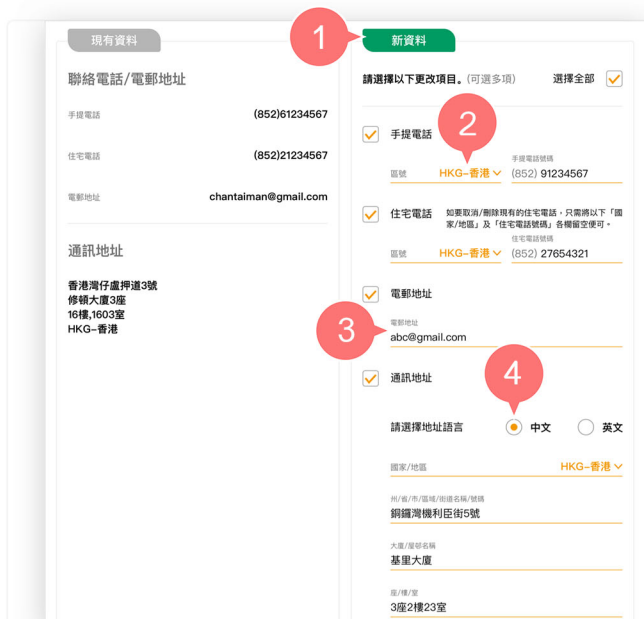 現有資料
聯絡電話/電郵地址
手提電話
(852)61234567
住宅電話
(852)21234567
電郵地址
chantaiman@gmail.com
通訊地址
香港灣仔盧押道3號
修頓大廈3座
16樓,1603室
HKG-香港
1
新資料
請選擇以下更改項目。(可選多項) 選擇全部
手提電話
2
手提電話號碼
區號 HKG-香港 (852) 91234567
住宅電話 如要取消/刪除現有的住宅電話，只需將以下「國
家/地區」及「住宅電話號碼」各欄留空便可。
住宅電話號碼
區號 HKG-香港 (852) 27654321
電郵地址
3
電郵地址
abc@gmail.com
通訊地址
4
請選擇地址語言 中文 英文
國家/地區 HKG-香港
州/省/市/區域/街道名稱/號碼
銅鑼灣機利臣街5號
大廈/屋邨名稱
基里大廈
座/樓/室
3座2樓23室